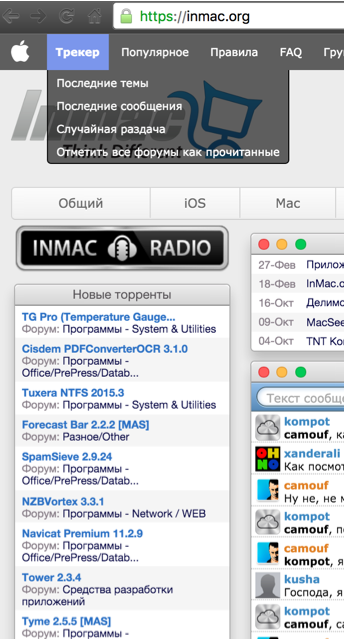 https://inmac.org
Трекер Популярное Правила FAQ Гру
Последние темы
Последние сообщения
Случайная раздача
Отметить все форумы как прочитанные
Inmac
Think Different
Общий iOS Mac
INMAC RADIO
Новые торренты
TG Pro (Temperature Gauge...
Форум: Программы - System & Utilities
Cisdem PDFConverterOCR 3.1.0
Форум: Программы -
Office/PrePress/Datab...
Tuxera NTFS 2015.3
Форум: Программы - System & Utilities
Forecast Bar 2.2.2 [MAS]
Форум: Разное/Other
SpamSieve 2.9.24
Форум: Программы -
Office/PrePress/Datab...
NZBVortex 3.3.1
Форум: Программы - Network / WEB
Navicat Premium 11.2.9
Форум: Программы -
Office/PrePress/Datab...
Tower 2.3.4
Форум: Средства разработки
приложений
Tyme 2.5.5 [MAS]
Форум: Программы -
27-Фев Прилож
18-Фев InMac.o
16-Окт Делимс
09-Окт MacSee
04-Окт TNT Ко
Текст сообще
kompot
camouf, ка
xanderali
Как посмот
camouf
Ну не, не м
kompot
camouf, по
camouf
kompot, я
kusha
Господа, я
kompot
camouf, са